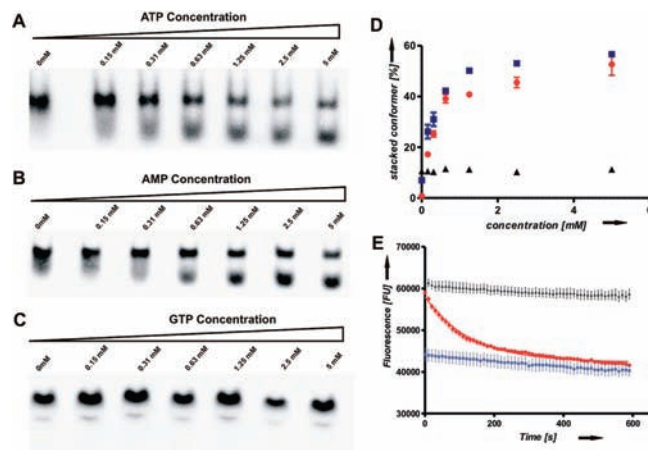 A
ATP Concentration
0mM 0.15 mM 0.31 mM 0.63 mM 1.25 mM 2.5 mM 5 mM
B
AMP Concentration
0mM 0.15 mM 0.31 mM 0.63 mM 1.25 mM 2.5 mM 5 mM
C
GTP Concentration
0mM 0.15 mM 0.31 mM 0.63 mM 1.25 mM 2.5 mM 5 mM
D
stacked conformer [%]
60
40
20
0
0 2 4 6
concentration [mM]
E
Fluorescence [FU]
70000
60000
50000
40000
30000
0 200 400 600
Time [s]